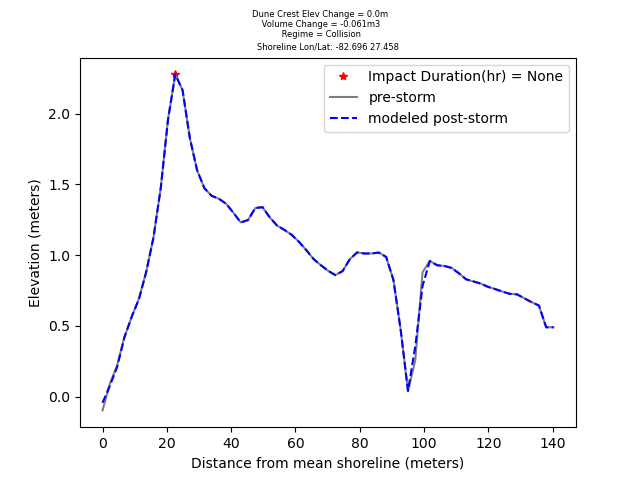 Dune Crest Elev Change = 0.0m
Volume Change = -0.061m3
Regime = Collision
Shoreline Lon/Lat: -82.696 27.458
Impact Duration(hr) = None
pre-storm
modeled post-storm
Elevation (meters)
2.0
1.5
1.0
0.5
0.0
0 20 40 60 80 100 120 140
Distance from mean shoreline (meters)